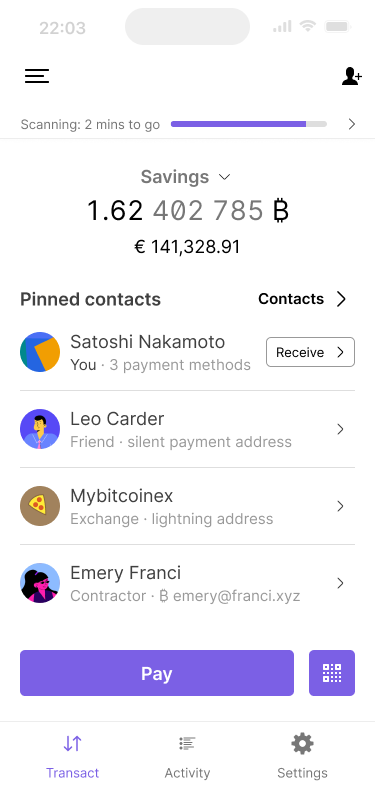 22:03
Scanning: 2 mins to go
Savings
1.62 402 785 ₿
€ 141,328.91
Pinned contacts
Contacts
Satoshi Nakamoto
You · 3 payment methods
Receive
Leo Carder
Friend · silent payment address
Mybitcoinex
Exchange · lightning address
Emery Franci
Contractor · ₿ emery@franci.xyz
Pay
Transact
Activity
Settings